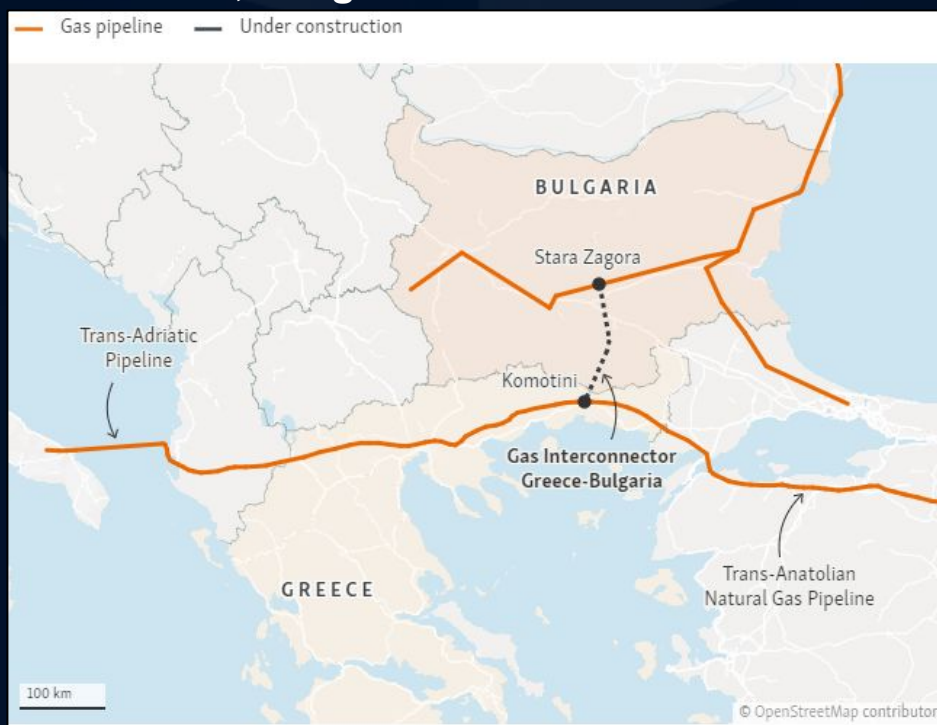 Gas pipeline
Under construction
BULGARIA
Stara Zagora
Trans-Adriatic
Pipeline
Komotini
Gas Interconnector
Greece-Bulgaria
GREECE
Trans-Anatolian
Natural Gas Pipeline
100 km
© OpenStreetMap contributor